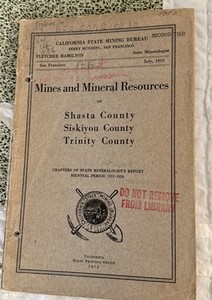 CALIFORNIA STATE MINING BUREAU
FERRY BUILDING, SAN FRANCISCO
FLETCHER HAMILTON State Mineralogist
San Francisco July, 1915
Mines and Mineral Resources
OF
Shasta County
Siskiyou County
Trinity County
CHAPTERS OF STATE MINERALOGIST'S REPORT
BIENNIAL PERIOD 1913-1914
DO NOT REMOVE
FROM LIBRARY
CALIFORNIA
STATE PRINTING OFFICE
1915